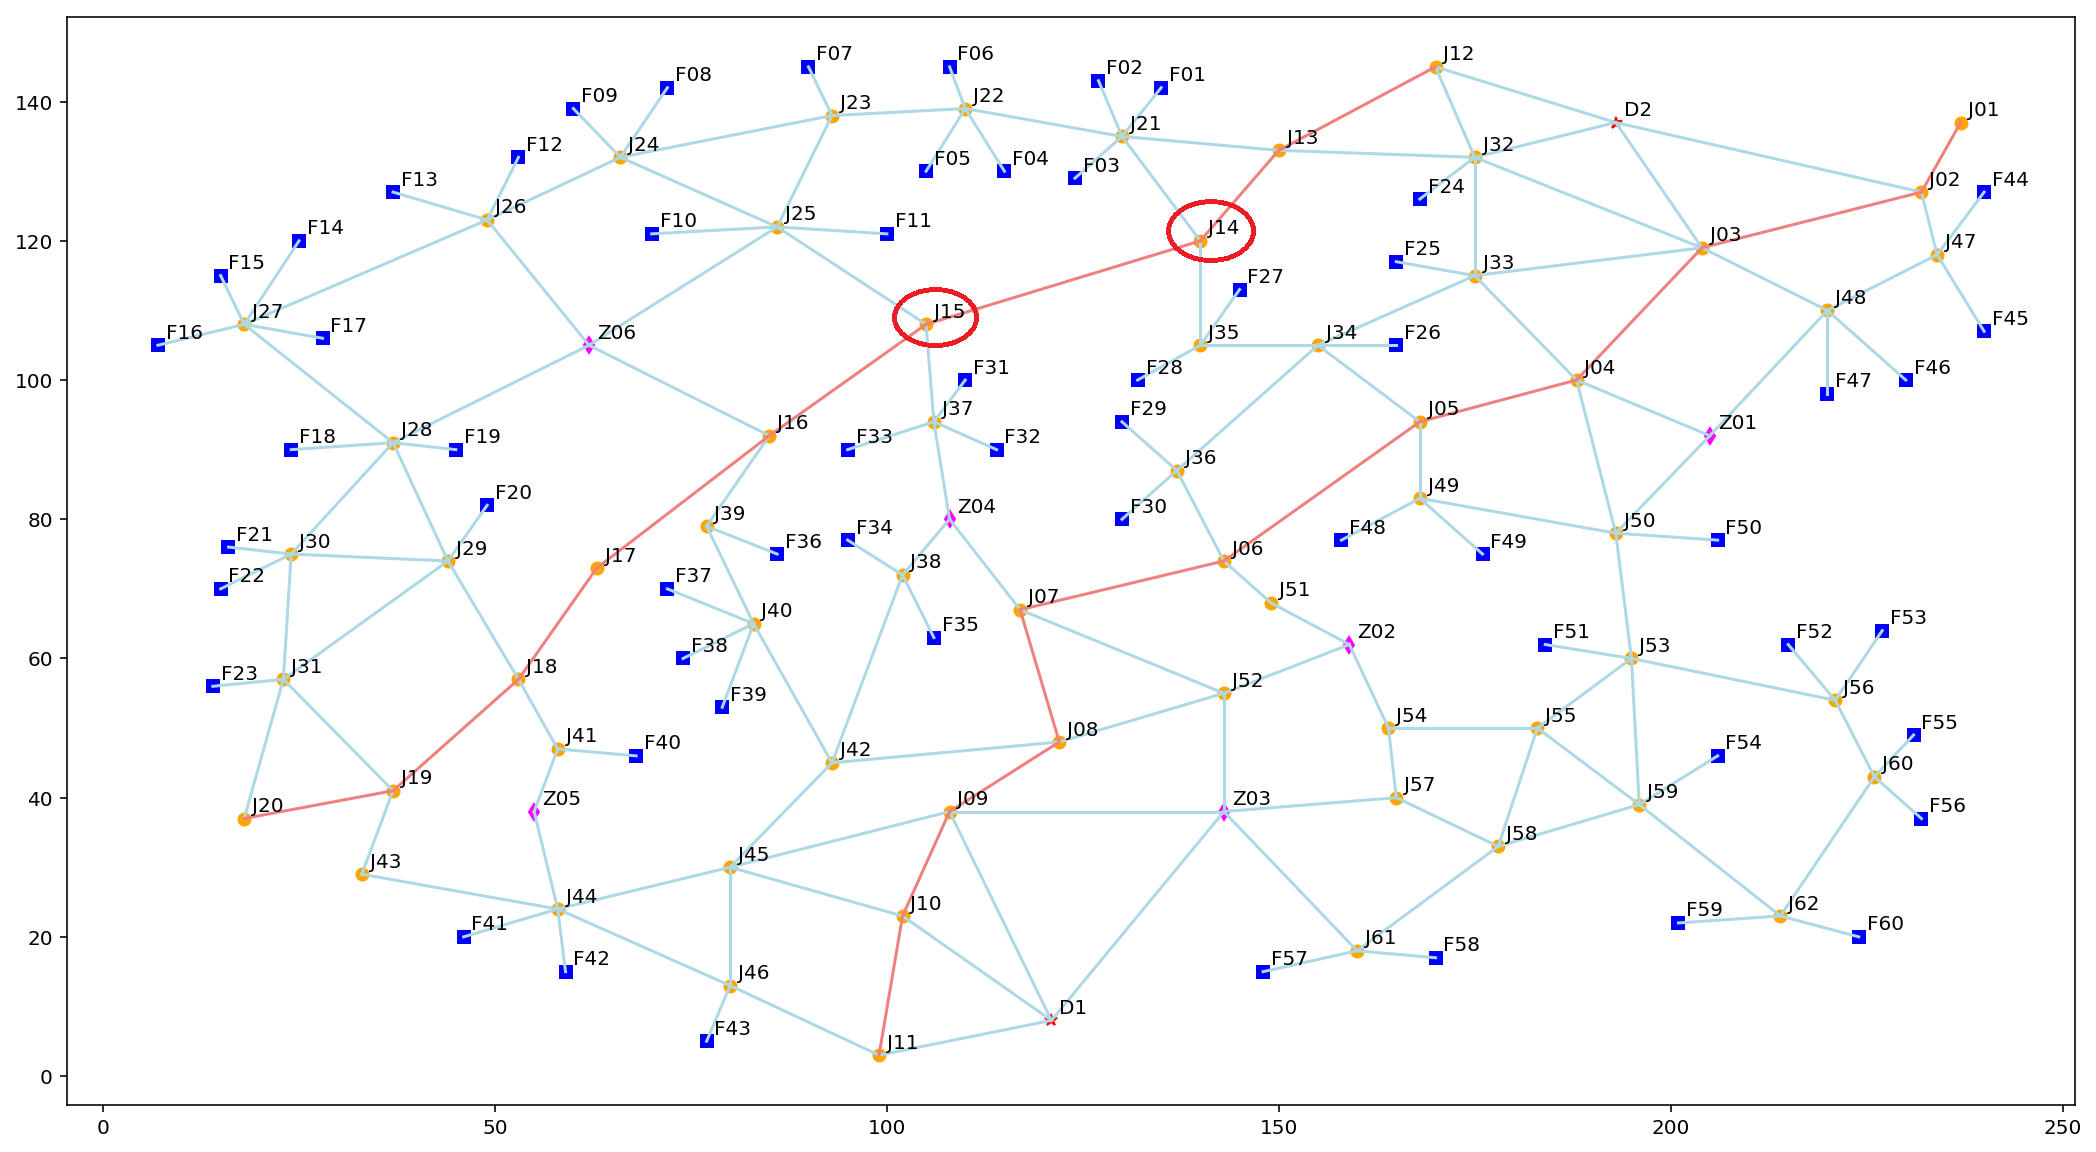 F07 F06 F02 F01 J12
F08
F09 J23 J22 D2 J01
140
J21
F12 J24 J13 J32
F05 F04 F03
F13 F24 J02 F44
J26 J25
F10 F11
F14 J14 J03
120
F15 F25 J47
F27 J33
J27 J15 J48
F16 F17 Z06 J35 J34 F26 F45
F31 F28 J04 F46
100
F47
F29 J05
J28 J16 J37 Z01
F18 F19 F33 F32
J36
F20 J49
Z04
80
J39 F30
F21 F34 F48 J50 F50
J30 J29 F36 F49
J17 J38 J06
F22 F37
J51
J40 J07
F35 Z02 F53
F38 F51 F52
60
J31 J18 J53
F23
F39 J52 J56
J41 J08 J54 J55 F55
F40 J42 F54
J19 J60
40
J20 Z05 J09 Z03 J57 J59
F56
J58
J43 J45
J44 J10
F41 F59 J62 F60
20
J61 F58
F42 J46 F57
D1
F43 J11
0
0 50 100 150 200 250